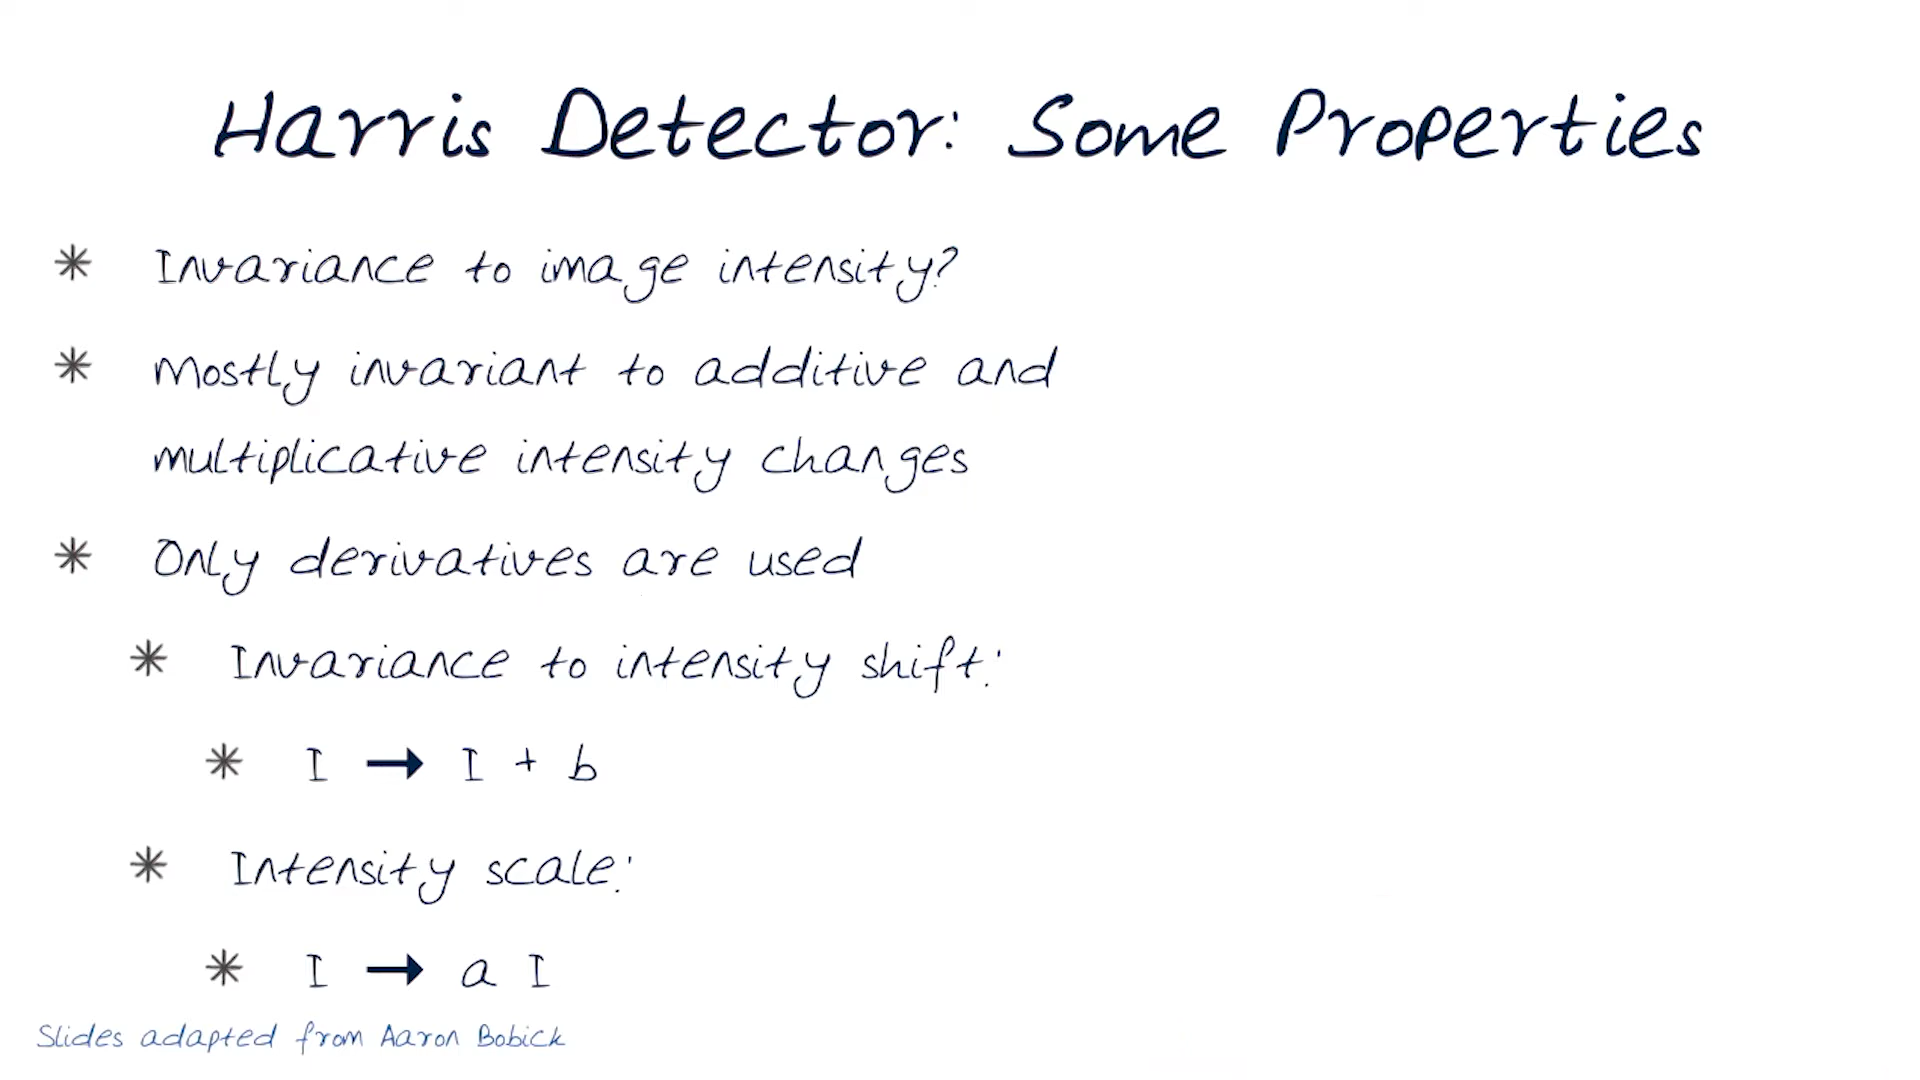 Harris Detector: Some Properties
* Invariance to image intensity?
* Mostly invariant to additive and
multiplicative intensity changes
* Only derivatives are used
* Invariance to intensity shift:
* I → I + b
* Intensity scale:
* I → a I
Slides adapted from Aaron Bobick